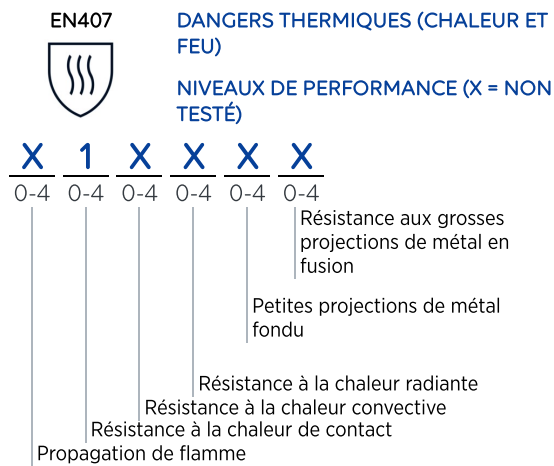 EN407
DANGERS THERMIQUES (CHALEUR ET
FEU)
NIVEAUX DE PERFORMANCE (X = NON
TESTÉ)
X 1 X X X X
0-4 0-4 0-4 0-4 0-4 0-4
Résistance aux grosses
projections de métal en
fusion
Petites projections de métal
fondu
Résistance à la chaleur radiante
Résistance à la chaleur convective
Résistance à la chaleur de contact
Propagation de flamme